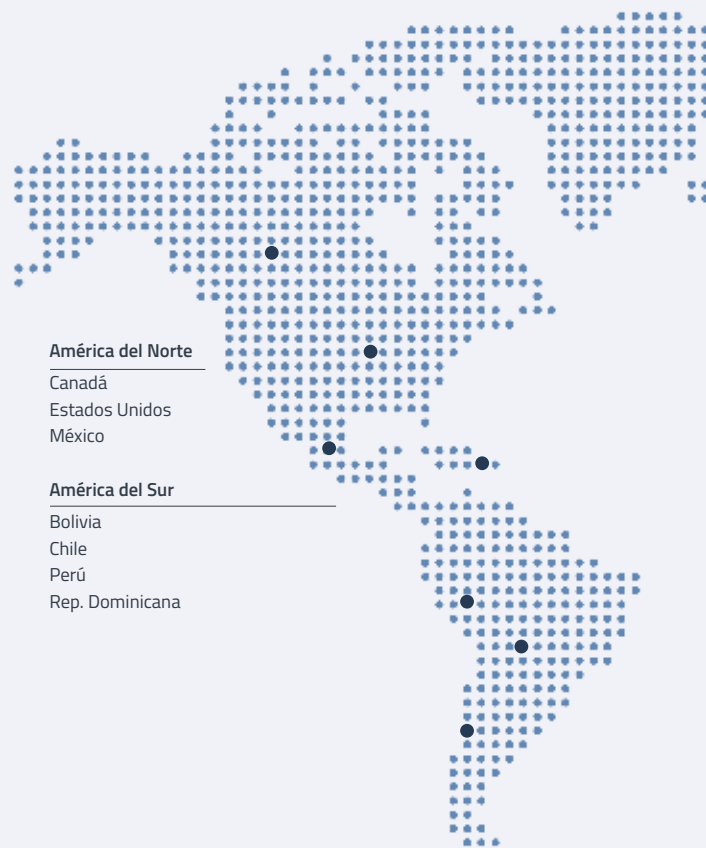 América del Norte
Canadá
Estados Unidos
México
América del Sur
Bolivia
Chile
Perú
Rep. Dominicana